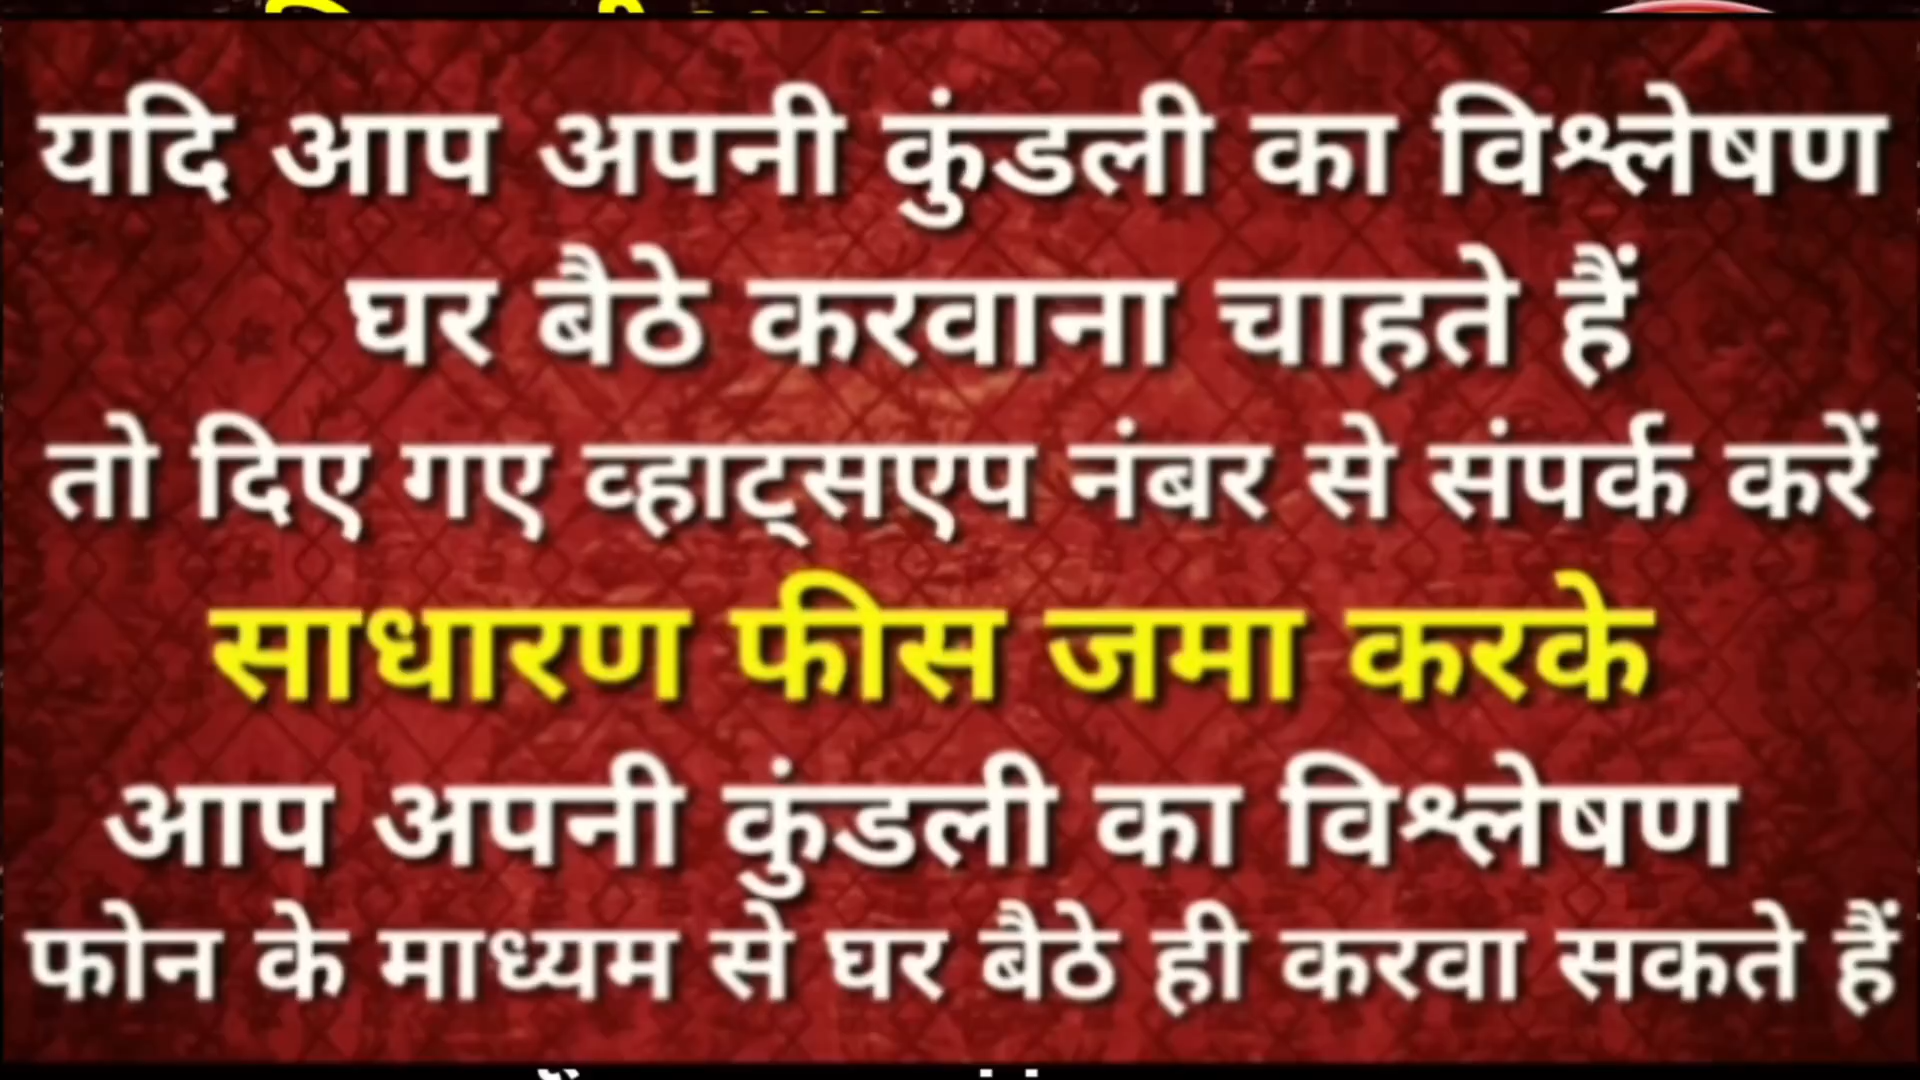 यदि आप अपनी कुंडली का विश्लेषण
घर बैठे करवाना चाहते हैं
तो दिए गए व्हाट्सएप नंबर से संपर्क करें
साधारण फीस जमा करके
आप अपनी कुंडली का विश्लेषण
फोन के माध्यम से घर बैठे ही करवा सकते हैं